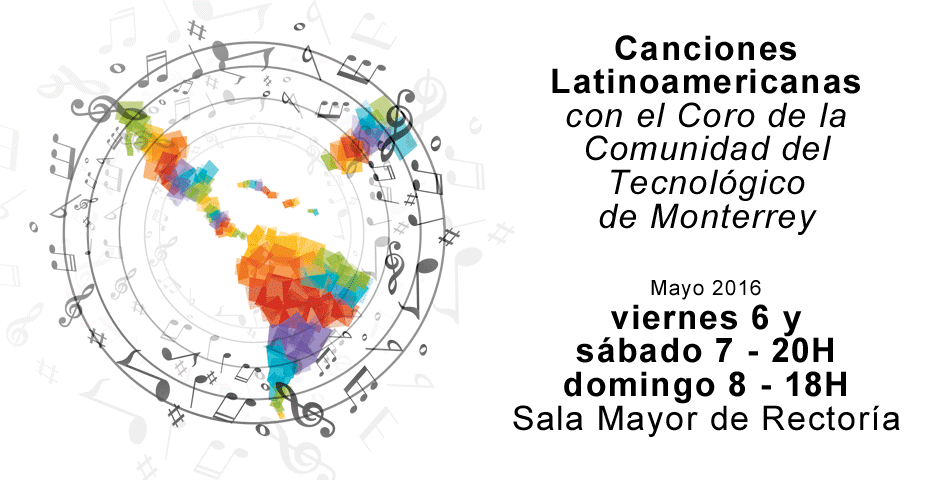 Canciones
Latinoamericanas
con el Coro de la
Comunidad del
Tecnológico
de Monterrey
Mayo 2016
viernes 6 y
sábado 7 - 20H
domingo 8 - 18H
Sala Mayor de Rectoría